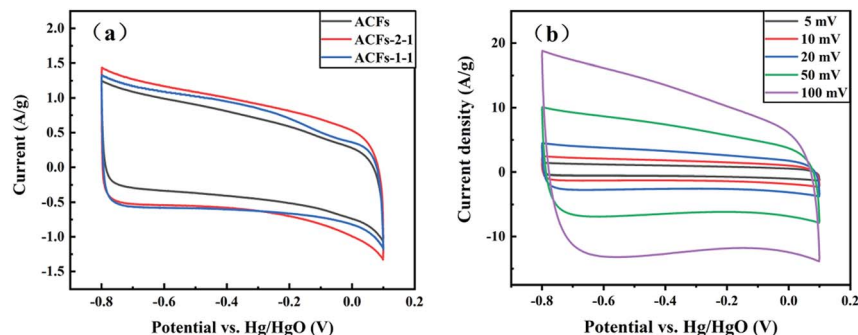 (a)
ACFs
ACFs-2-1
ACFs-1-1
Current (A/g)
2.0
1.5
1.0
0.5
0.0
-0.5
-1.0
-1.5
-0.8
-0.6
-0.4
-0.2
0.0
0.2
Potential vs. Hg/HgO (V)
(b)
5 mV
10 mV
20 mV
50 mV
100 mV
Current density (A/g)
20
10
0
-10
-0.8
-0.6
-0.4
-0.2
0.0
0.2
Potential vs. Hg/HgO (V)